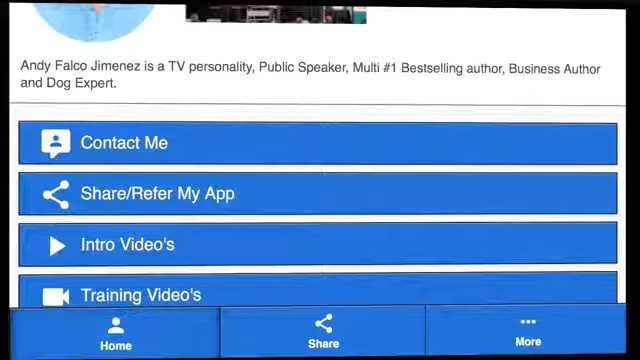 Andy Falco Jimenez is a TV personality, Public Speaker, Multi #1 Bestselling author, Business Author
and Dog Expert.
Contact Me
Share/Refer My App
Intro Video's
Training Video's
Home
Share
More